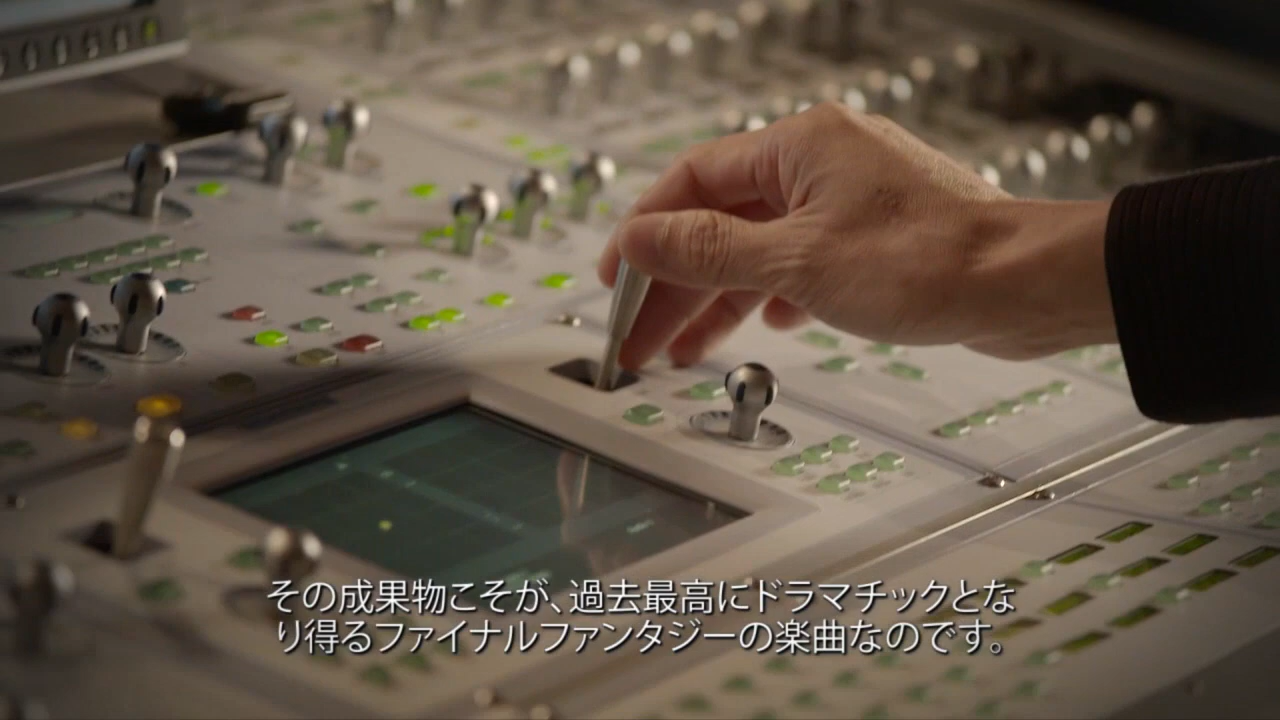 その成果物こそが、過去最高にドラマチックとな
り得るファイナルファンタジーの楽曲なのです。